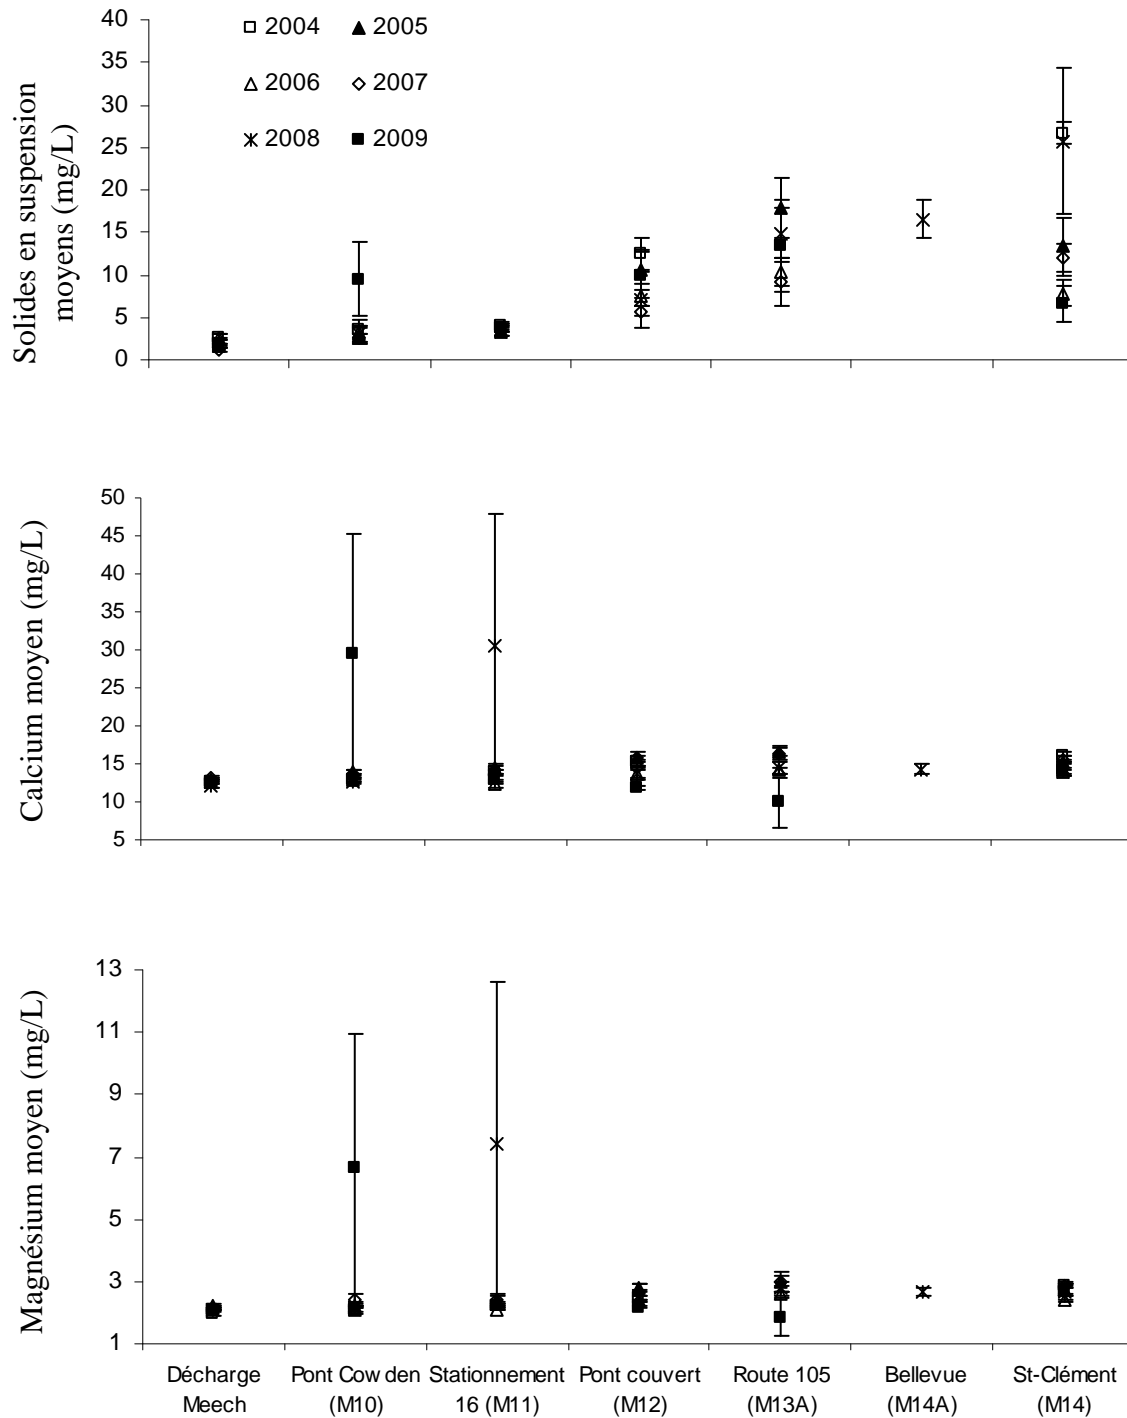 Solides en suspension
moyens (mg/L)
40
35
30
25
20
15
10
5
0
2004
2005
2006
2007
2008
2009
Calcium moyen (mg/L)
50
45
40
35
30
25
20
15
10
5
Magnésium moyen (mg/L)
13
11
9
7
5
3
1
Décharge
Meech
Pont Cow den
(M10)
Stationnement
16 (M11)
Pont couvert
(M12)
Route 105
(M13A)
Bellevue
(M14A)
St-Clément
(M14)